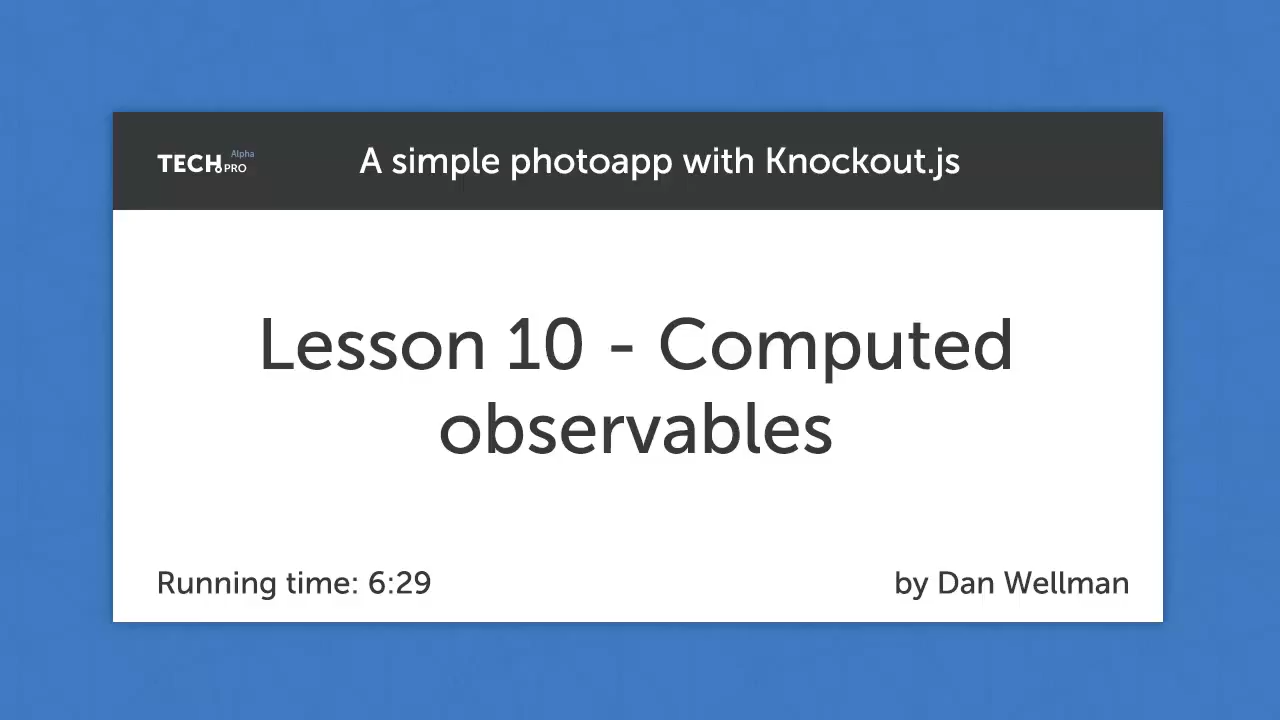 TECH.PRO Alpha
A simple photoapp with Knockout.js
Lesson 10 - Computed
observables
Running time: 6:29
by Dan Wellman